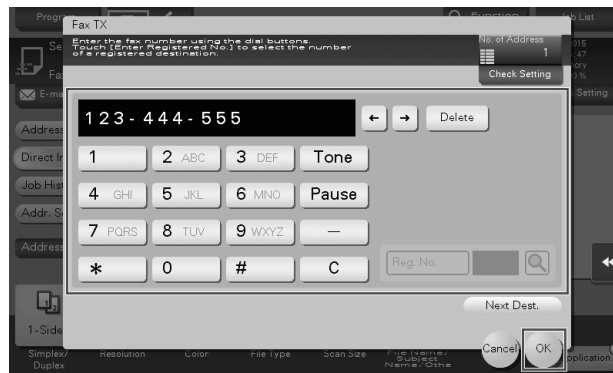 Fax TX
Function
Enter the fax number using the dial buttons.
Touch [Enter Registered No.] to select the number
of a registered destination.
No. of Address
1
Check Setting
Setting
123-444-555
← → Delete
1 2 ABC 3 DEF Tone
4 GHI 5 JKL 6 MNO Pause
7 PQRS 8 TUV 9 WXYZ —
* 0 # C
Reg. No.
Address
Direct
Job
Addr.
Address
Next Dest.
Cancel OK
1-Side
Simplex/
Duplex
Resolution
Color
File Type
Scan Size
File Name/
Subject
Name/Othe
pplication